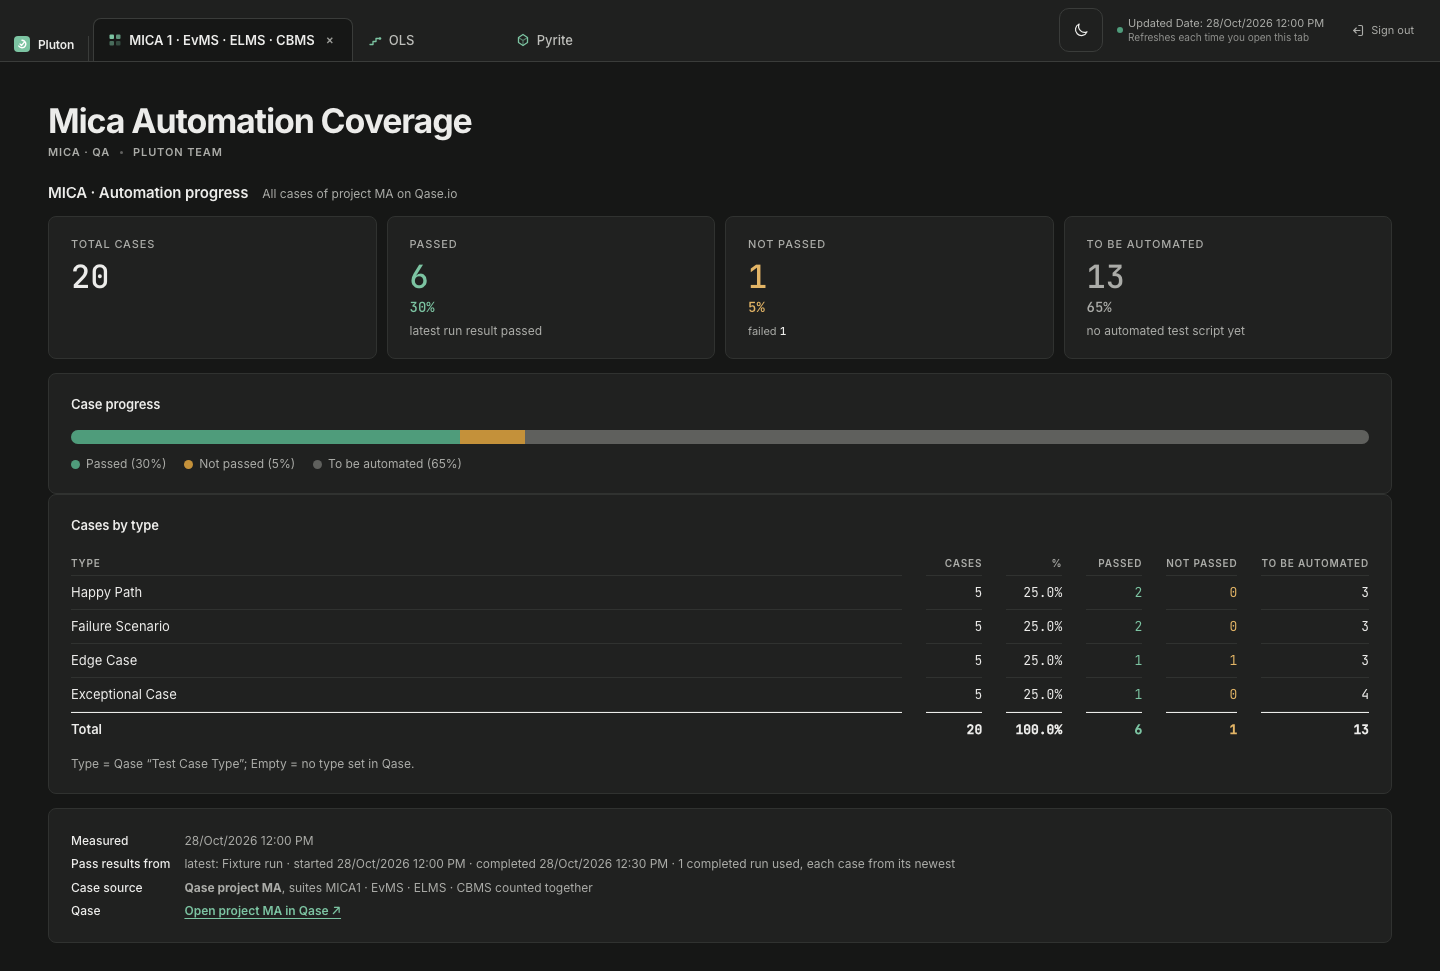 Pluton
MICA 1 · EvMS · ELMS · CBMS ×
OLS
Pyrite
Updated Date: 28/Oct/2026 12:00 PM
Refreshes each time you open this tab
Sign out
Mica Automation Coverage
MICA · QA • PLUTON TEAM
MICA · Automation progress All cases of project MA on Qase.io
TOTAL CASES
20
PASSED
6
30%
latest run result passed
NOT PASSED
1
5%
failed 1
TO BE AUTOMATED
13
65%
no automated test script yet
Case progress
Passed (30%) Not passed (5%) To be automated (65%)
Cases by type
TYPE CASES % PASSED NOT PASSED TO BE AUTOMATED
Happy Path 5 25.0% 2 0 3
Failure Scenario 5 25.0% 2 0 3
Edge Case 5 25.0% 1 1 3
Exceptional Case 5 25.0% 1 0 4
Total 20 100.0% 6 1 13
Type = Qase “Test Case Type”; Empty = no type set in Qase.
Measured 28/Oct/2026 12:00 PM
Pass results from latest: Fixture run · started 28/Oct/2026 12:00 PM · completed 28/Oct/2026 12:30 PM · 1 completed run used, each case from its newest
Case source Qase project MA, suites MICA1 · EvMS · ELMS · CBMS counted together
Qase Open project MA in Qase ↗